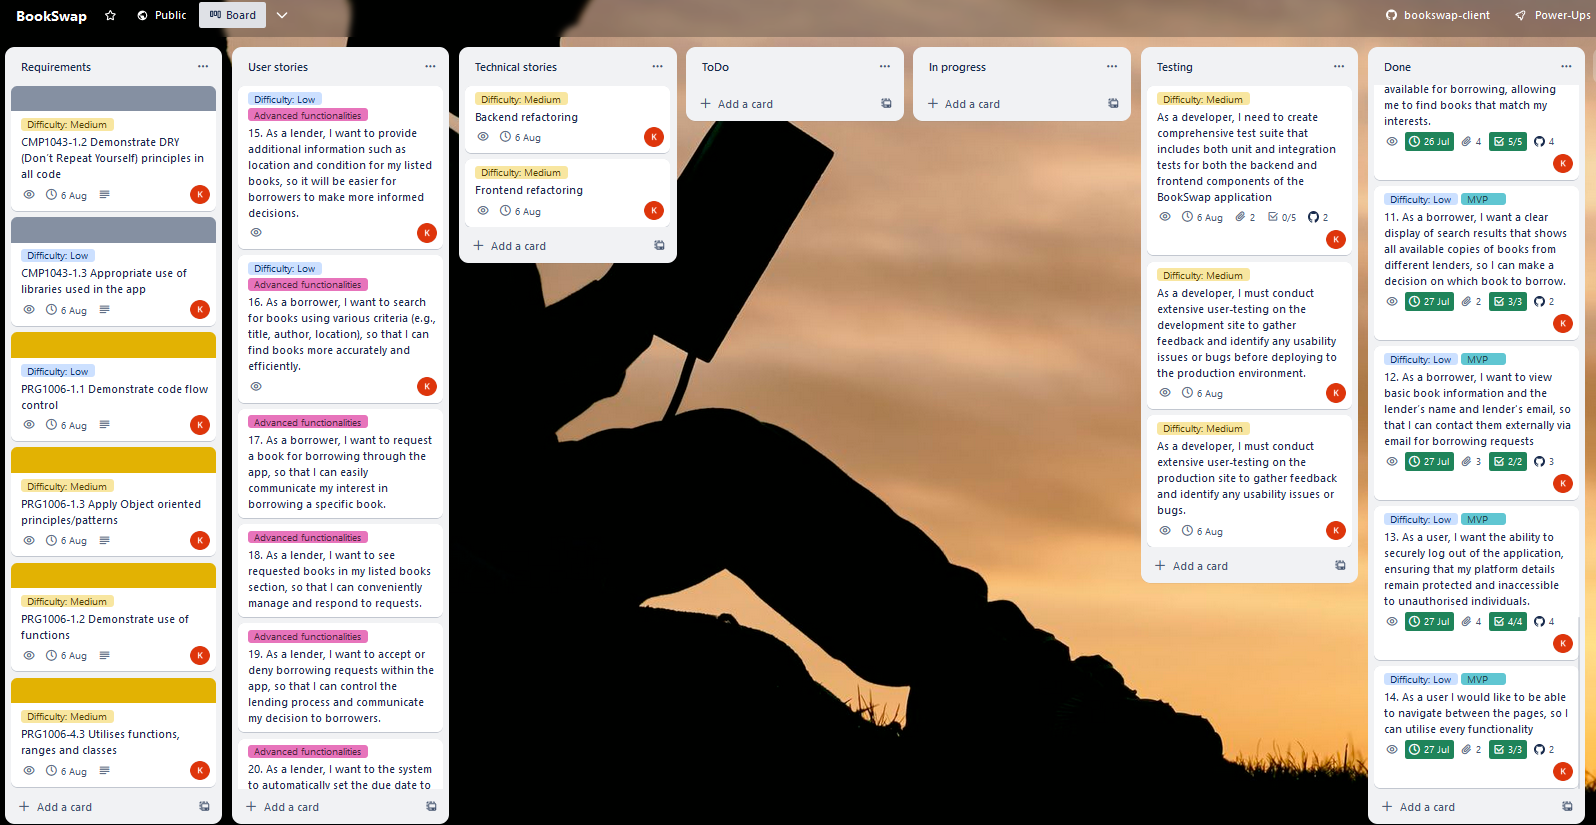 BookSwap
Public
Board
bookswap-client
Power-Ups
Requirements
Difficulty: Medium
CMP1043-1.2 Demonstrate DRY
(Don't Repeat Yourself) principles in
all code
6 Aug
K
Difficulty: Low
CMP1043-1.3 Appropriate use of
libraries used in the app
6 Aug
K
Difficulty: Low
PRG1006-1.1 Demonstrate code flow
control
6 Aug
K
Difficulty: Medium
PRG1006-1.3 Apply Object oriented
principles/patterns
6 Aug
K
Difficulty: Medium
PRG1006-1.2 Demonstrate use of
functions
6 Aug
K
Difficulty: Medium
PRG1006-4.3 Utilises functions,
ranges and classes
6 Aug
K
Add a card
User stories
Difficulty: Low
Advanced functionalities
15. As a lender, I want to provide
additional information such as
location and condition for my listed
books, so it will be easier for
borrowers to make more informed
decisions.
K
Difficulty: Low
Advanced functionalities
16. As a borrower, I want to search
for books using various criteria (e.g.,
title, author, location), so that I can
find books more accurately and
efficiently.
K
Advanced functionalities
17. As a borrower, I want to request
a book for borrowing through the
app, so that I can easily
communicate my interest in
borrowing a specific book.
Advanced functionalities
18. As a lender, I want to see
requested books in my listed books
section, so that I can conveniently
manage and respond to requests.
Advanced functionalities
19. As a lender, I want to accept or
deny borrowing requests within the
app, so that I can control the
lending process and communicate
my decision to borrowers.
Advanced functionalities
20. As a lender, I want to the system
to automatically set the due date to
Add a card
Technical stories
Difficulty: Medium
Backend refactoring
6 Aug
K
Difficulty: Medium
Frontend refactoring
6 Aug
K
Add a card
ToDo
Add a card
In progress
Add a card
Testing
Difficulty: Medium
As a developer, I need to create
comprehensive test suite that
includes both unit and integration
tests for both the backend and
frontend components of the
BookSwap application
6 Aug 2 0/5 2
K
Difficulty: Medium
As a developer, I must conduct
extensive user-testing on the
development site to gather
feedback and identify any usability
issues or bugs before deploying to
the production environment.
6 Aug
K
Difficulty: Medium
As a developer, I must conduct
extensive user-testing on the
production site to gather feedback
and identify any usability issues or
bugs.
6 Aug
K
Add a card
Done
available for borrowing, allowing
me to find books that match my
interests.
26 Jul 4 5/5 4
K
Difficulty: Low MVP
11. As a borrower, I want a clear
display of search results that shows
all available copies of books from
different lenders, so I can make a
decision on which book to borrow.
27 Jul 2 3/3 2
K
Difficulty: Low MVP
12. As a borrower, I want to view
basic book information and the
lender's name and lender's email, so
that I can contact them externally via
email for borrowing requests
27 Jul 3 2/2 3
K
Difficulty: Low MVP
13. As a user, I want the ability to
securely log out of the application,
ensuring that my platform details
remain protected and inaccessible
to unauthorised individuals.
27 Jul 4 4/4 4
K
Difficulty: Low MVP
14. As a user I would like to be able
to navigate between the pages, so I
can utilise every functionality
27 Jul 2 3/3 2
K
Add a card